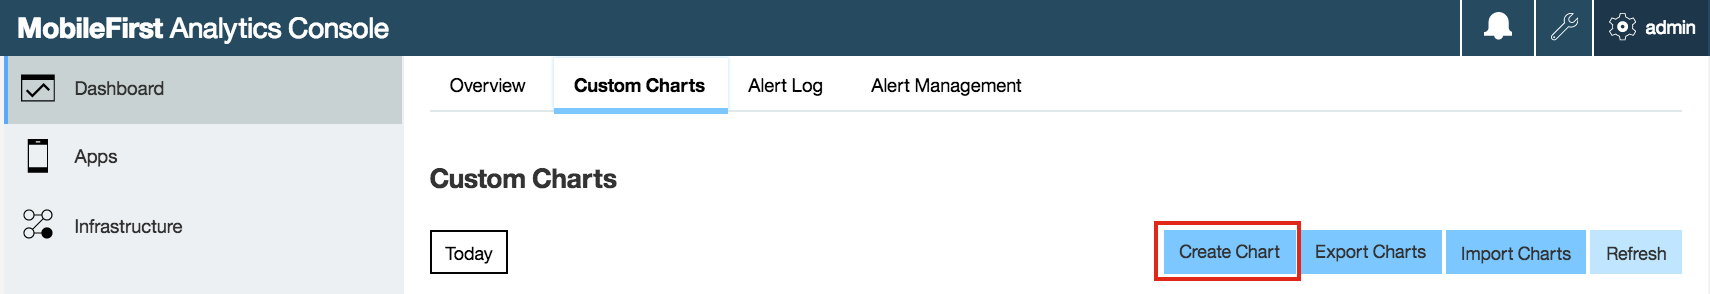 MobileFirst Analytics Console
admin
Dashboard
Apps
Infrastructure
Overview
Custom Charts
Alert Log
Alert Management
Custom Charts
Today
Create Chart
Export Charts
Import Charts
Refresh